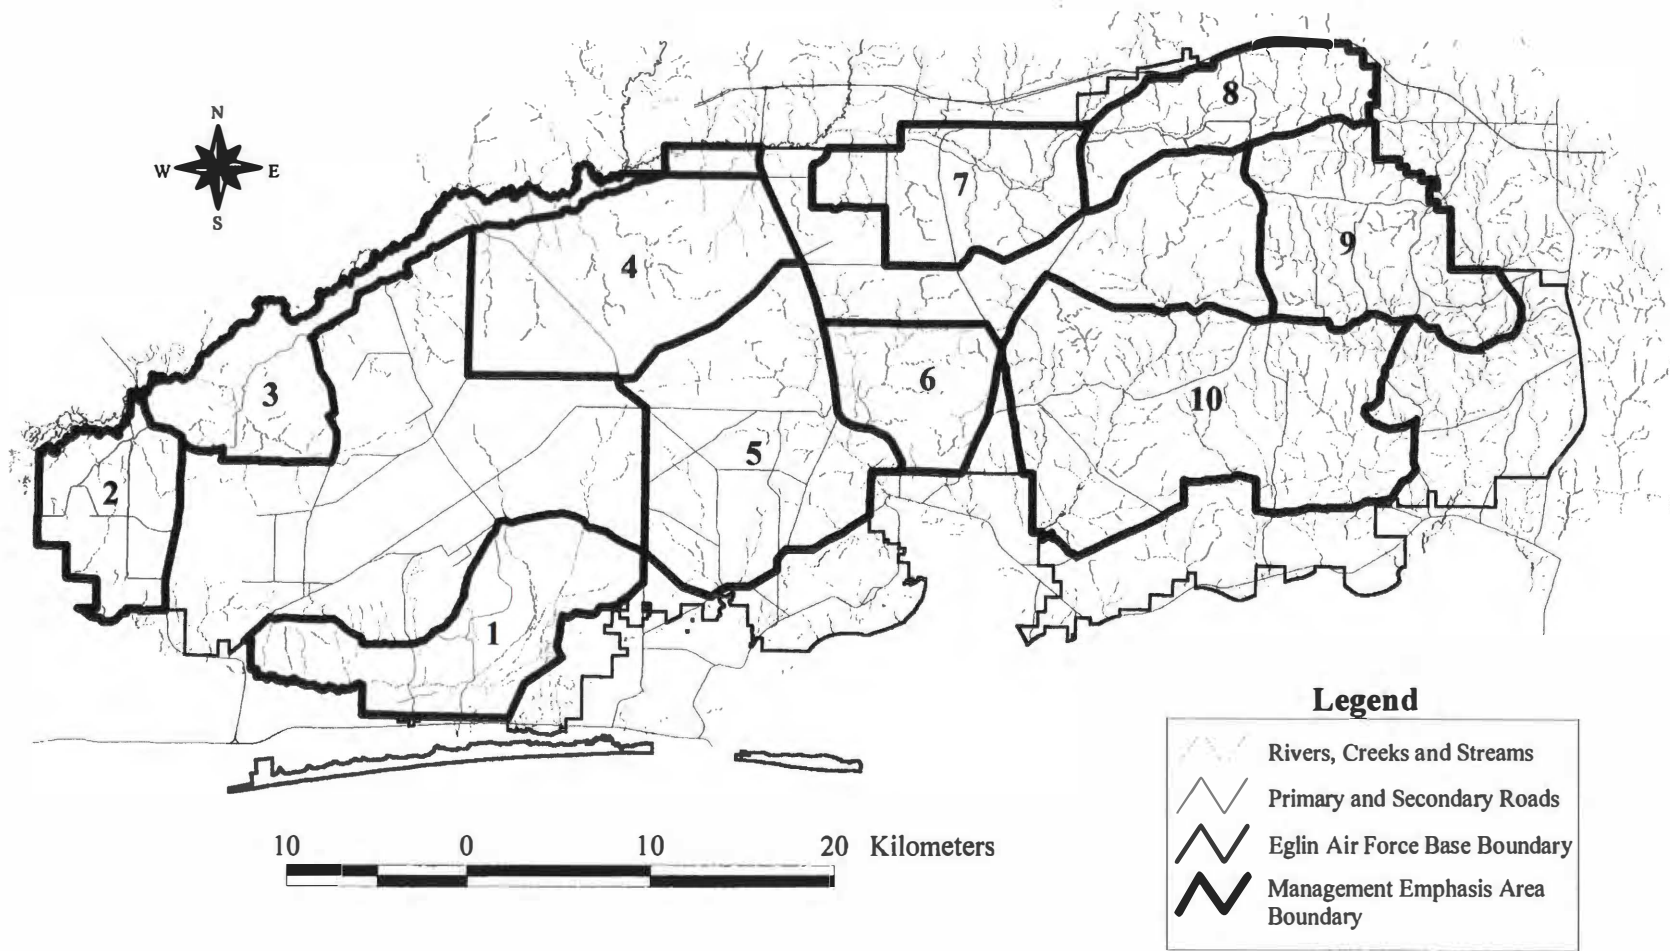 N
W E
S
8
7
9
4
6
3
10
5
2
1
Legend
Rivers, Creeks and Streams
Primary and Secondary Roads
Eglin Air Force Base Boundary
Management Emphasis Area
Boundary
10 0 10 20 Kilometers